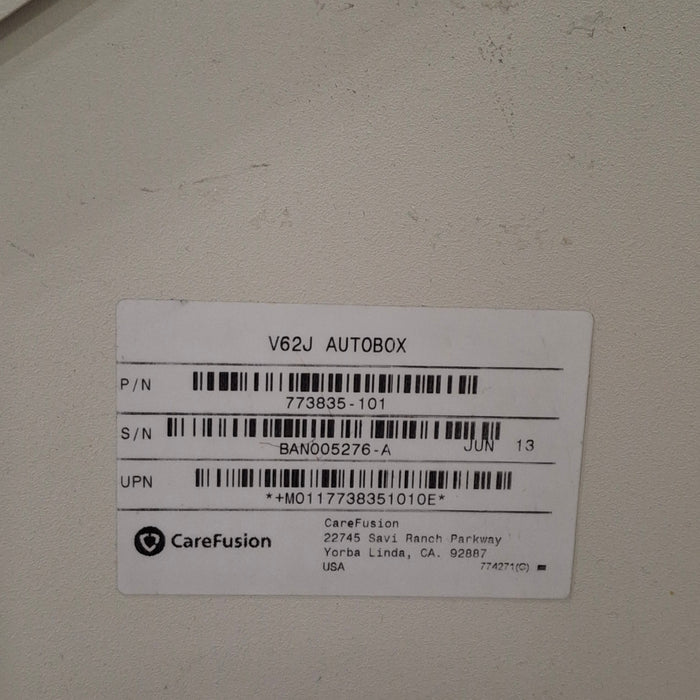 V62J AUTOBOX
P/N
773835-101
S/N
BAN005276-A JUN 13
UPN
*+M0117738351010E*
CareFusion
CareFusion
22745 Savi Ranch Parkway
Yorba Linda, CA. 92887
USA
774271(C)